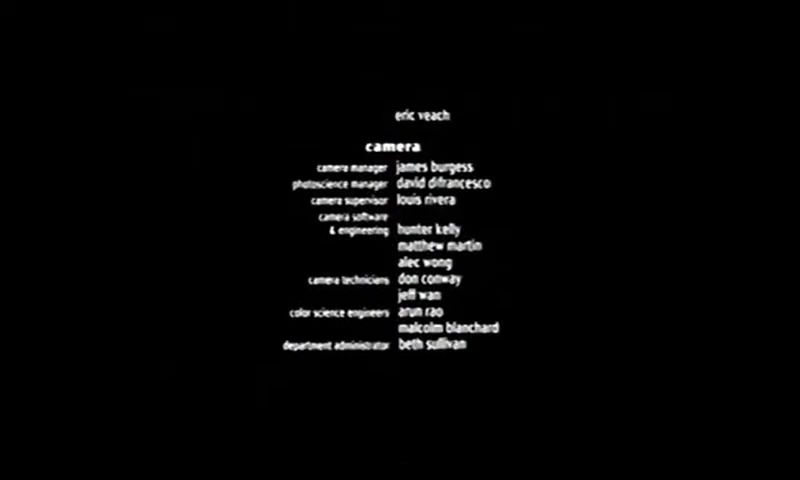 eric veach
camera
camera manager james burgess
photoscience manager david difrancesco
camera supervisor louis rivera
camera software
& engineering hunter kelly
matthew martin
alec wong
camera technicians don conway
jeff wan
color science engineers arun rao
malcolm blanchard
department administrator beth sullivan